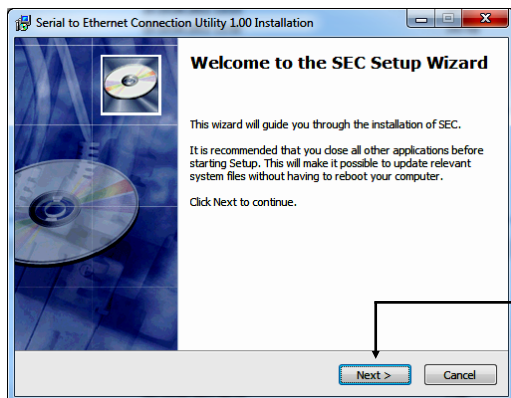 Serial to Ethernet Connection Utility 1.00 Installation
Welcome to the SEC Setup Wizard
This wizard will guide you through the installation of SEC.
It is recommended that you close all other applications before
starting Setup. This will make it possible to update relevant
system files without having to reboot your computer.
Click Next to continue.
Next >
Cancel